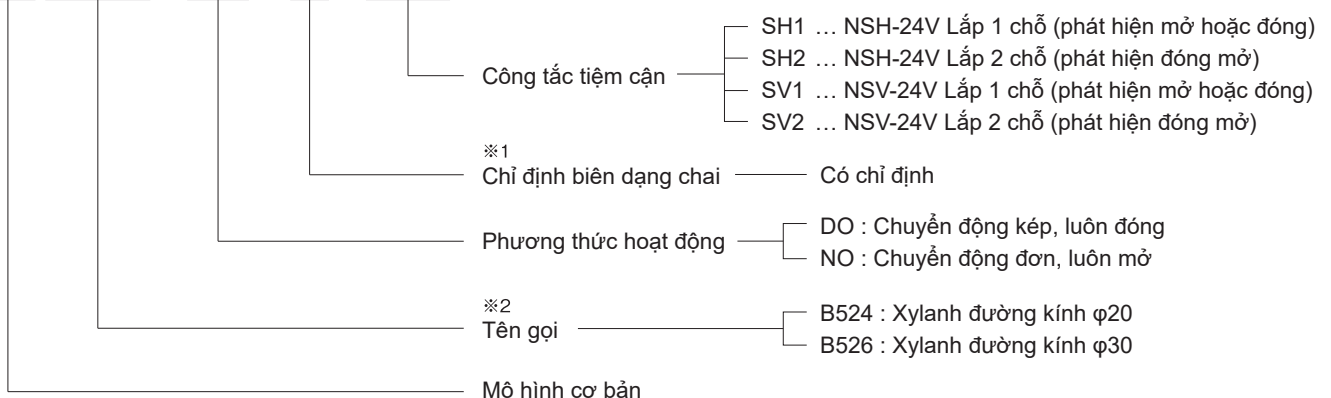 SH1 … NSH-24V Lắp 1 chỗ (phát hiện mở hoặc đóng)
SH2 … NSH-24V Lắp 2 chỗ (phát hiện đóng mở)
Công tắc tiệm cận
SV1 … NSV-24V Lắp 1 chỗ (phát hiện mở hoặc đóng)
SV2 … NSV-24V Lắp 2 chỗ (phát hiện đóng mở)
※1
Chỉ định biên dạng chai
Có chỉ định
DO : Chuyển động kép, luôn đóng
Phương thức hoạt động
NO : Chuyển động đơn, luôn mở
※2
B524 : Xylanh đường kính φ20
Tên gọi
B526 : Xylanh đường kính φ30
Mô hình cơ bản